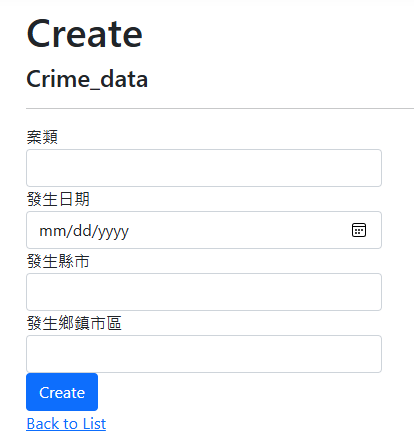 Create
Crime_data
案類
發生日期
mm/dd/yyyy
發生縣市
發生鄉鎮市區
Create
Back to List